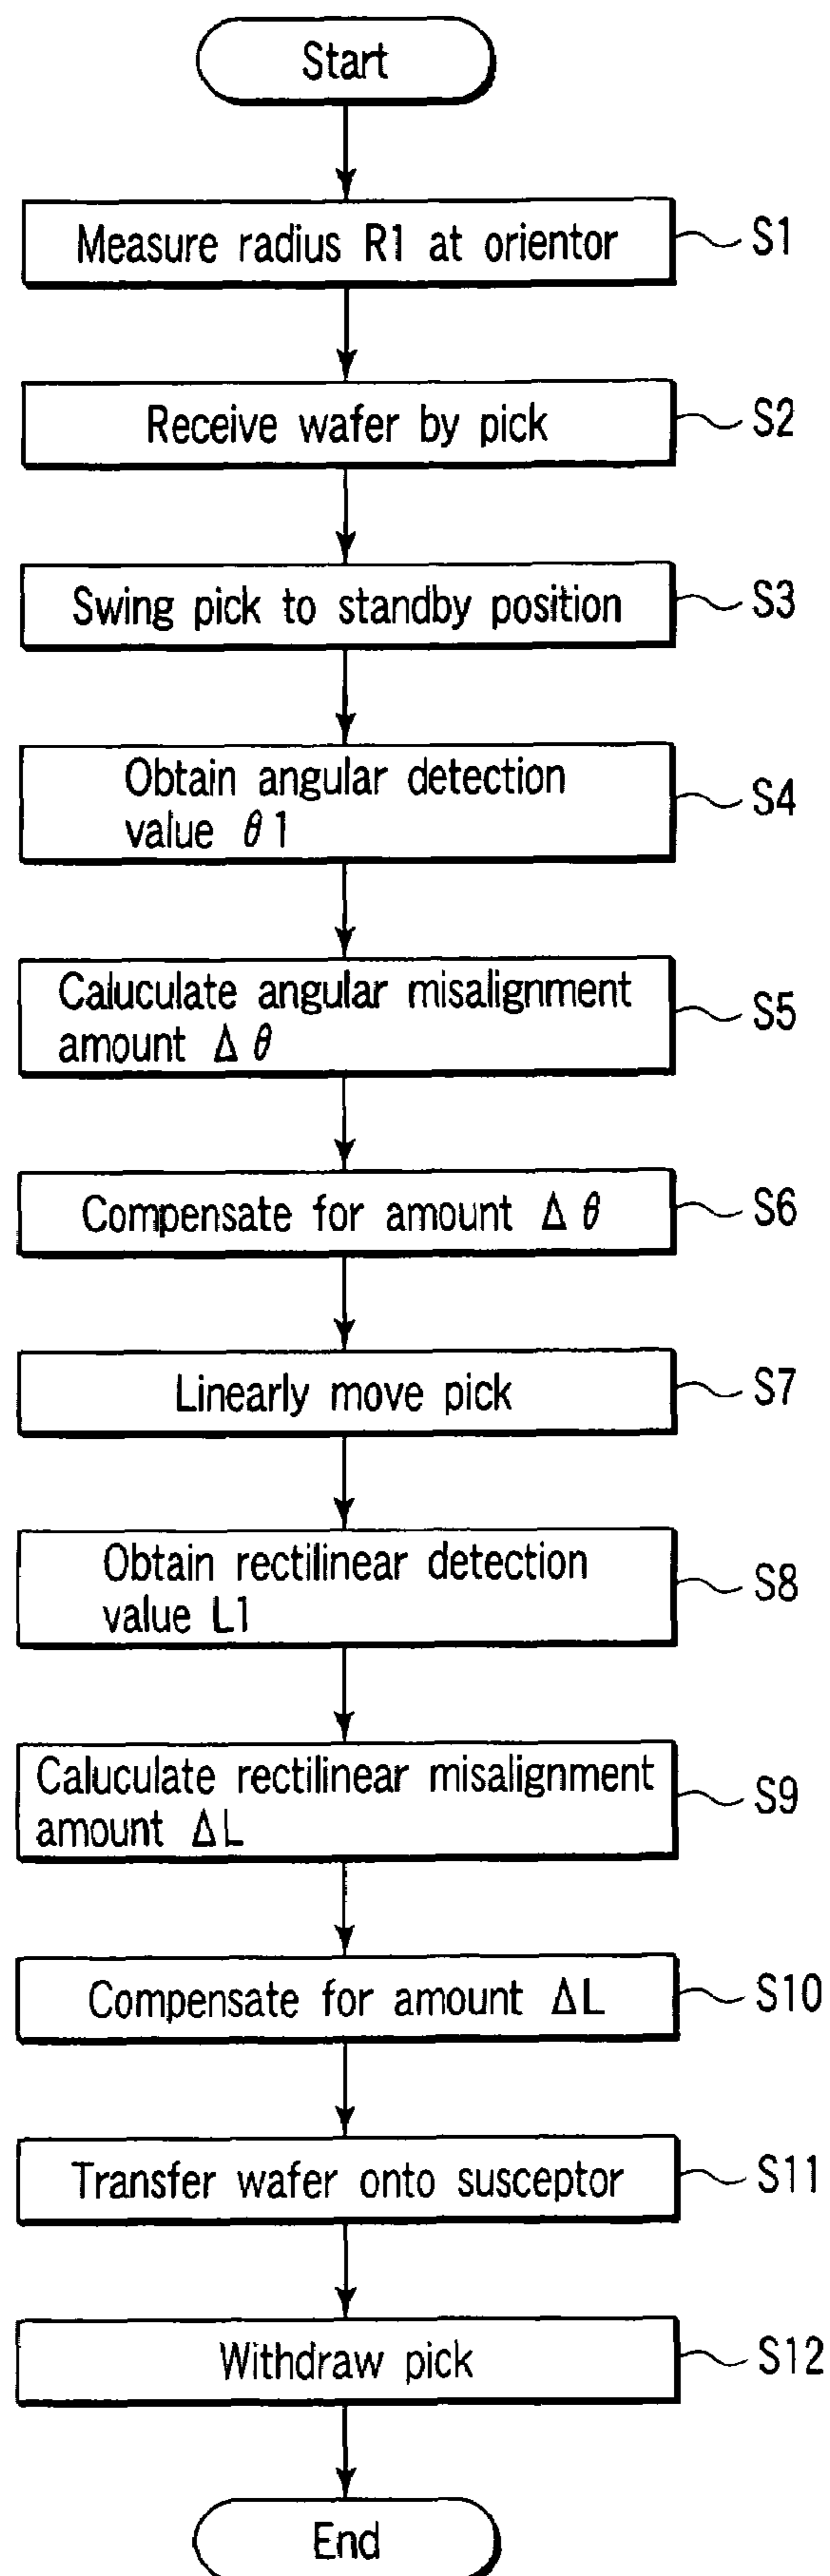 Start
Measure radius R1 at orientor
S1
Receive wafer by pick
S2
Swing pick to standby position
S3
Obtain angular detection
value θ1
S4
Caluculate angular misalignment
amount Δθ
S5
Compensate for amount Δθ
S6
Linearly move pick
S7
Obtain rectilinear detection
value L1
S8
Caluculate rectilinear misalignment
amount ΔL
S9
Compensate for amount ΔL
S10
Transfer wafer onto susceptor
S11
Withdraw pick
S12
End